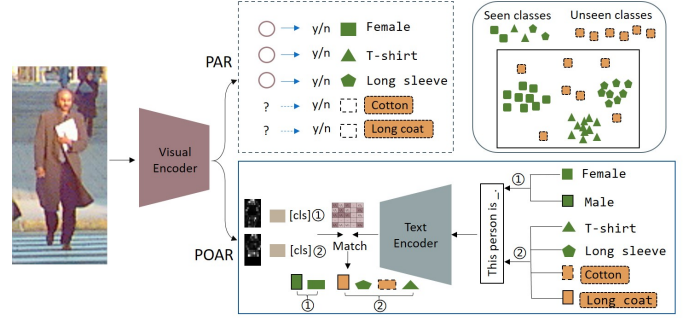 PAR
y/n Female
y/n T-shirt
y/n Long sleeve
? y/n Cotton
? y/n Long coat
Seen classes Unseen classes
Visual
Encoder
POAR
[cls]①
[cls]②
Match
① ②
Text
Encoder
This person is _.
① Female
Male
② T-shirt
Long sleeve
Cotton
Long coat